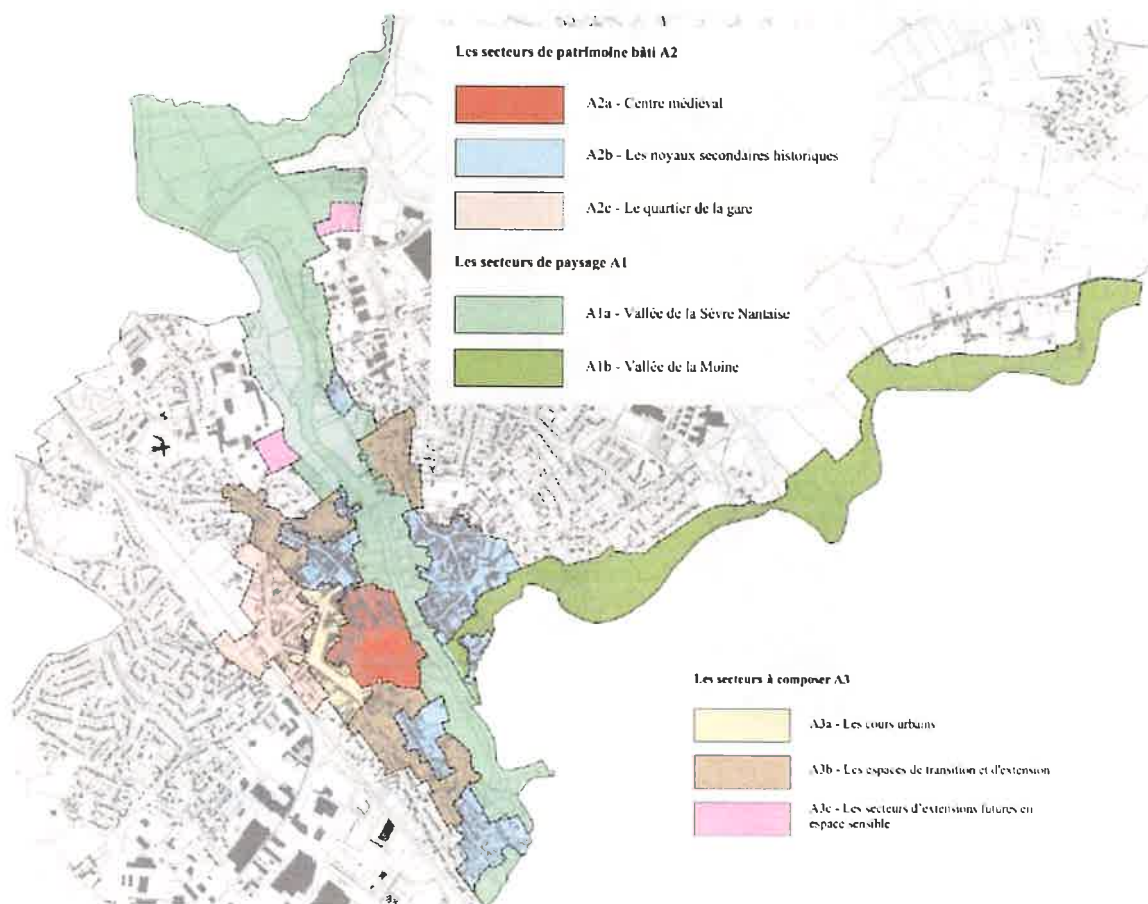 Les secteurs de patrimoine bâti A2
A2a - Centre médiéval
A2b - Les noyaux secondaires historiques
A2c - Le quartier de la gare
Les secteurs de paysage A1
A1a - Vallée de la Sèvre Nantaise
A1b - Vallée de la Moine
Les secteurs à composer A3
A3a - Les cours urbains
A3b - Les espaces de transition et d'extension
A3c - Les secteurs d'extensions futures en
espace sensible